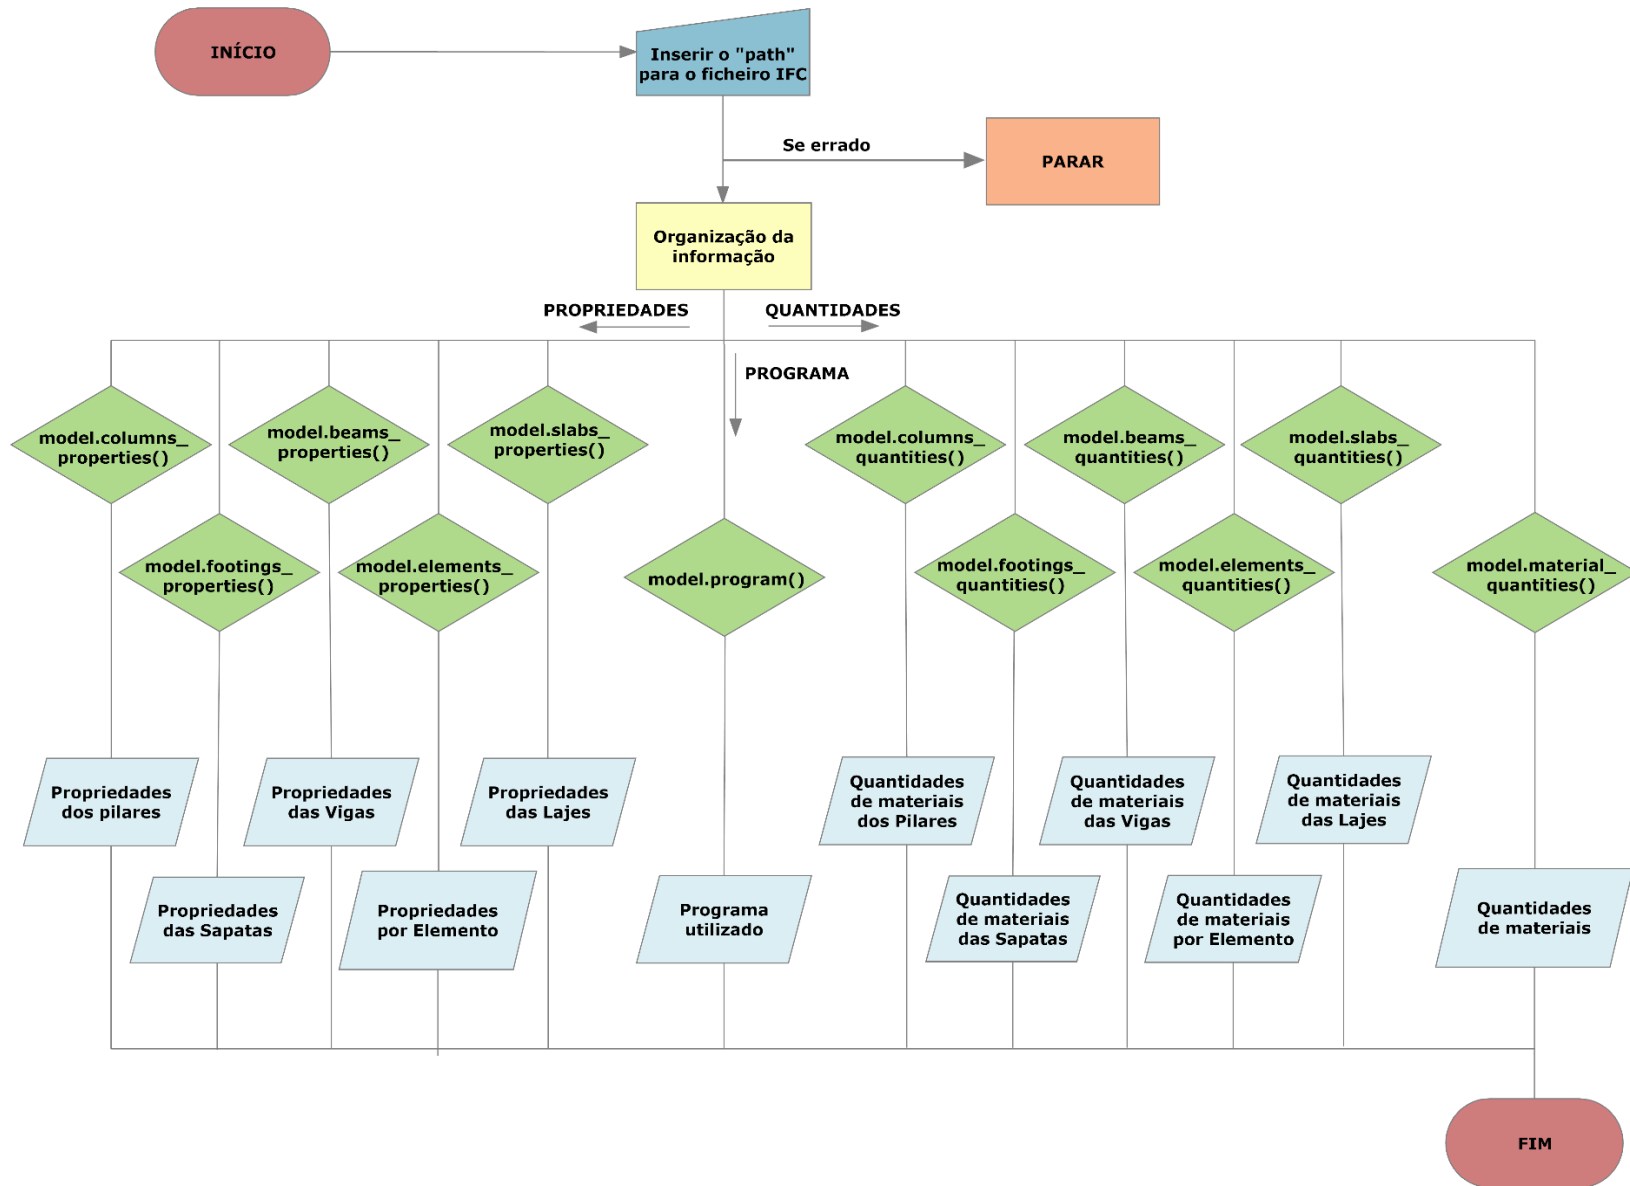 INÍCIO
Inserir o "path"
para o ficheiro IFC
Se errado
PARAR
Organização da
informação
PROPRIEDADES
QUANTIDADES
PROGRAMA
model.columns_
properties()
model.beams_
properties()
model.slabs_
properties()
model.columns_
quantities()
model.beams_
quantities()
model.slabs_
quantities()
model.footings_
properties()
model.elements_
properties()
model.program()
model.footings_
quantities()
model.elements_
quantities()
model.material_
quantities()
Propriedades
dos pilares
Propriedades
das Vigas
Propriedades
das Lajes
Quantidades
de materiais
dos Pilares
Quantidades
de materiais
das Vigas
Quantidades
de materiais
das Lajes
Propriedades
das Sapatas
Propriedades
por Elemento
Programa
utilizado
Quantidades
de materiais
das Sapatas
Quantidades
de materiais
por Elemento
Quantidades
de materiais
FIM